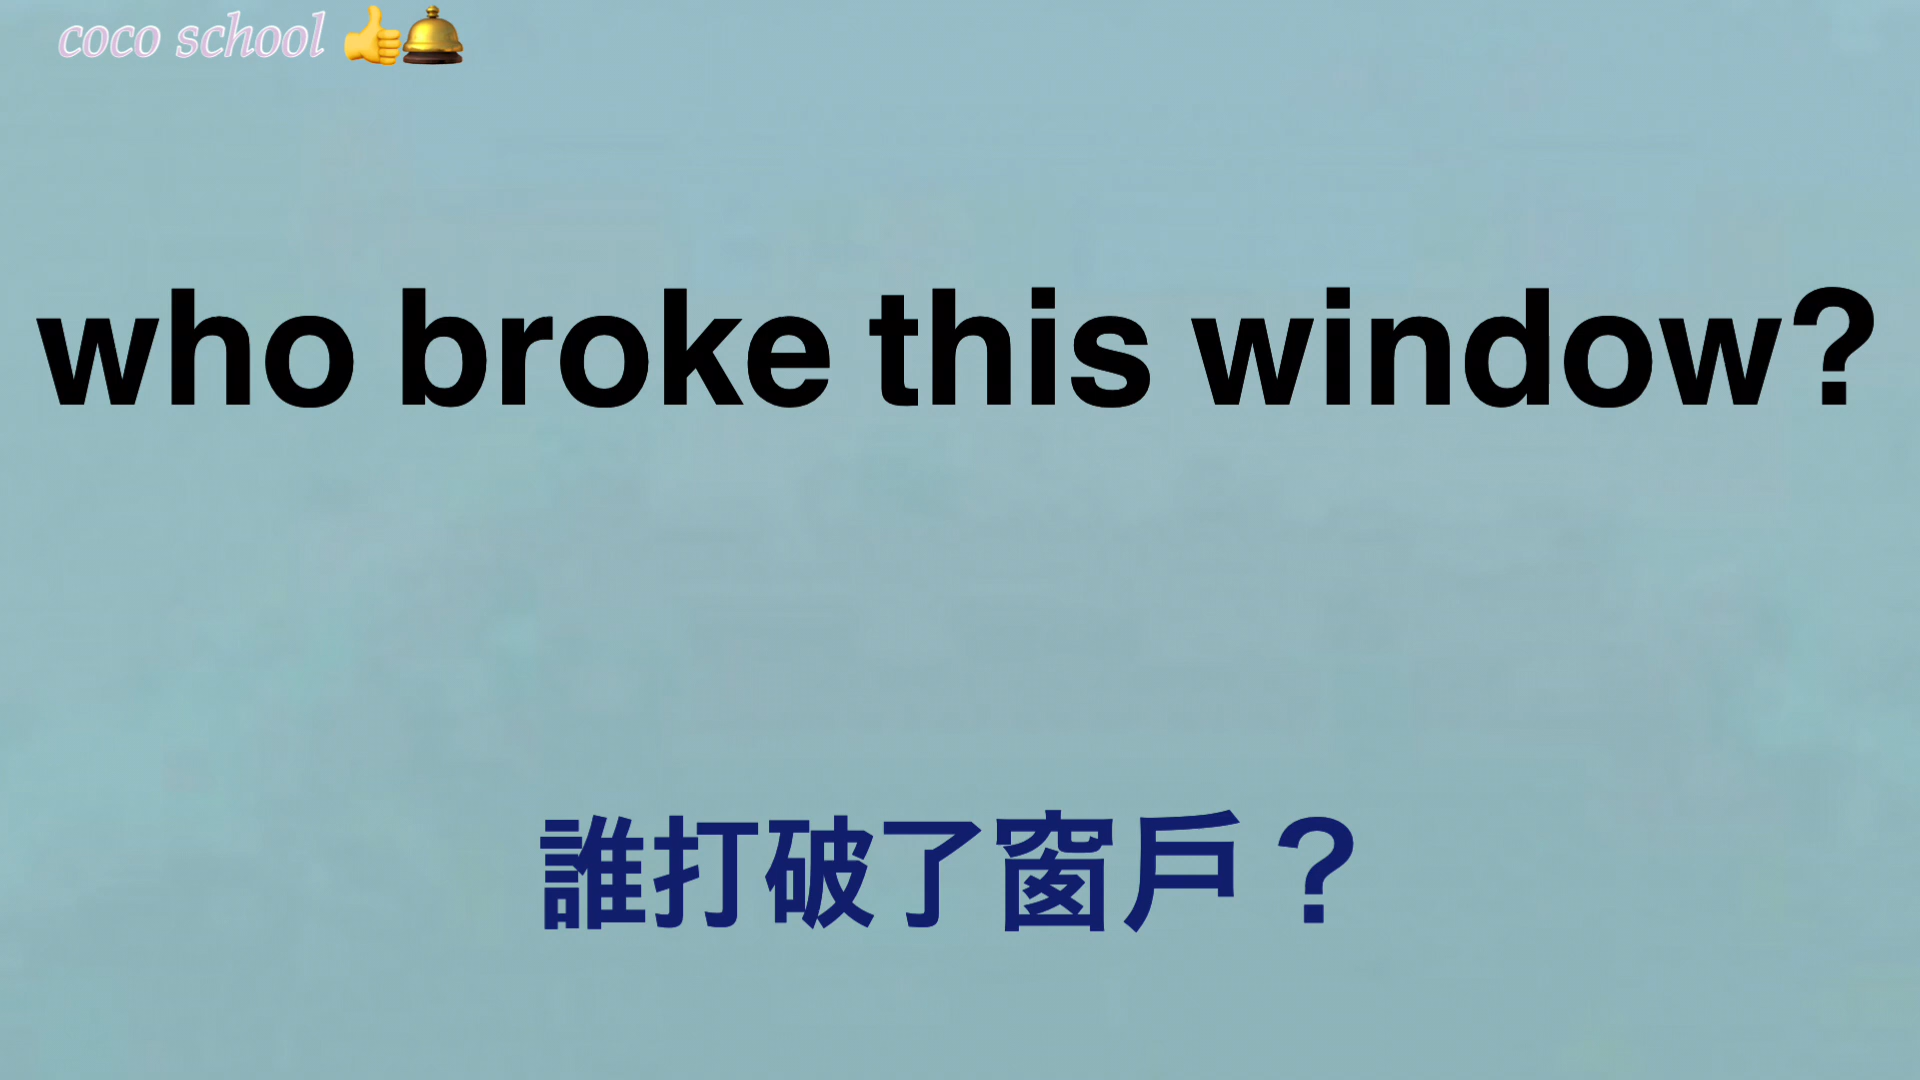 coco school 👍🛎️
who broke this window?
誰打破了窗戶？